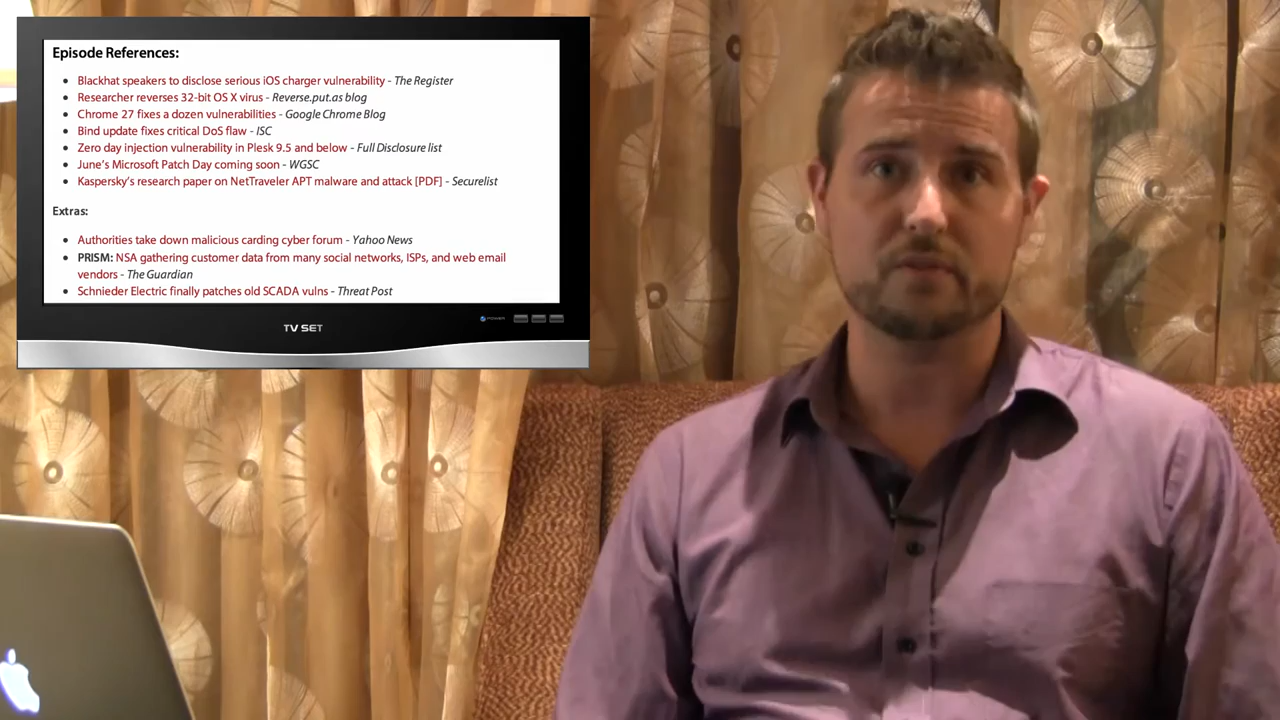 Episode References:
Blackhat speakers to disclose serious iOS charger vulnerability - The Register
Researcher reverses 32-bit OS X virus - Reverse.put.as blog
Chrome 27 fixes a dozen vulnerabilities - Google Chrome Blog
Bind update fixes critical DoS flaw - ISC
Zero day injection vulnerability in Plesk 9.5 and below - Full Disclosure list
June's Microsoft Patch Day coming soon - WGSC
Kaspersky's research paper on NetTraveler APT malware and attack [PDF] - Securelist
Extras:
Authorities take down malicious carding cyber forum - Yahoo News
PRISM: NSA gathering customer data from many social networks, ISPs, and web email
vendors - The Guardian
Schnieder Electric finally patches old SCADA vulns - Threat Post
POWER
TV SET